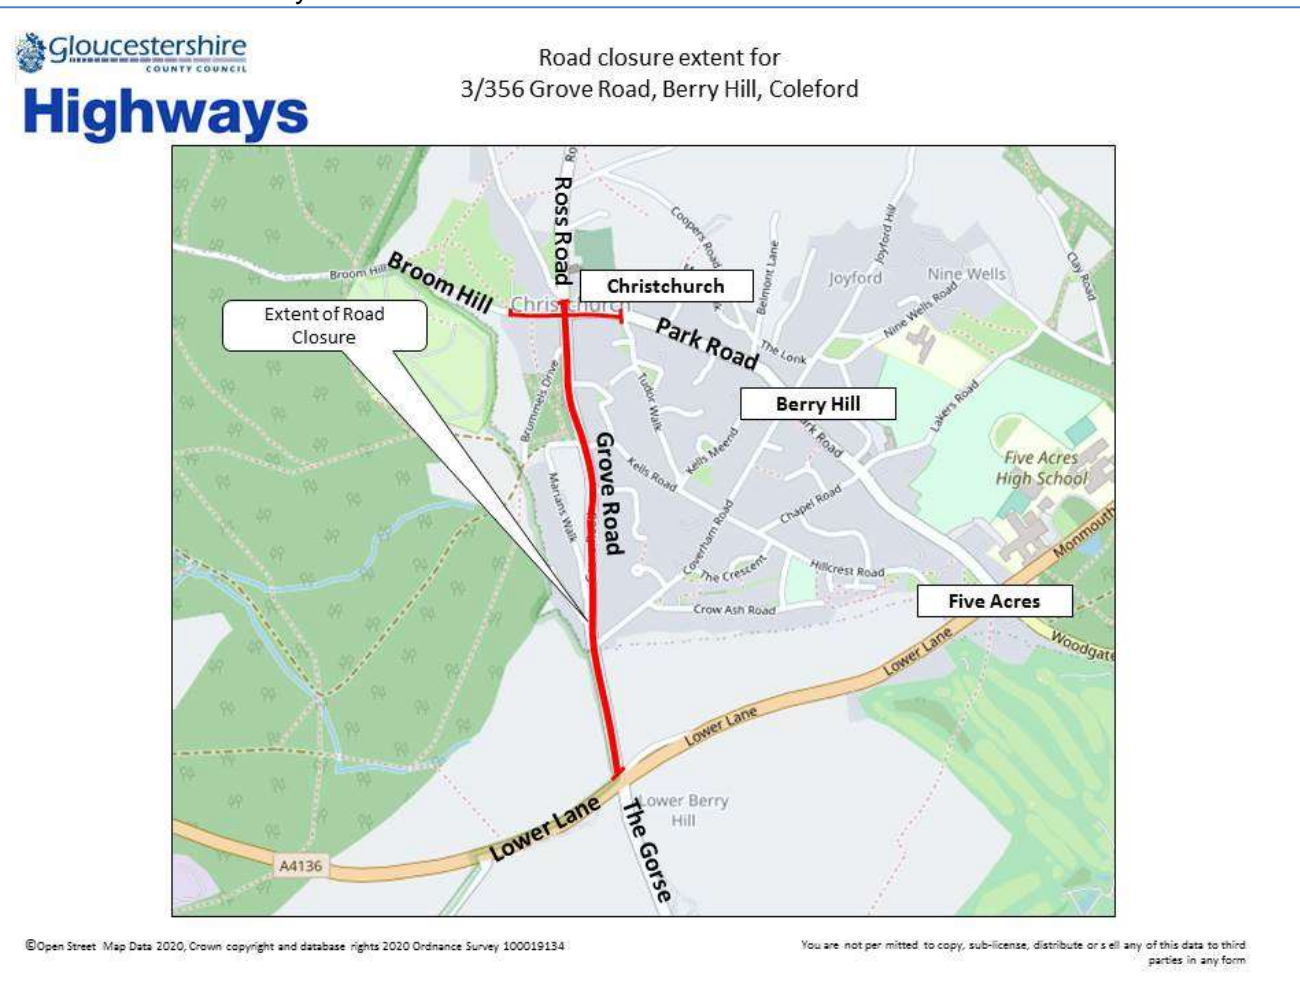 Gloucestershire
COUNTY COUNCIL
Highways
Road closure extent for
3/356 Grove Road, Berry Hill, Coleford
Ross Road
Coopers Road
Belmont Lane
Joyford Hill
Joyford
Nine Wells
Clay Road
Broom Hill
Broom Hill
Christchurch
Christchurch
Nine Wells Road
Extent of Road
Closure
Park Road
The Lonk
Brummels Drive
Tudor Walk
Berry Hill
Lakers Road
Park Road
Grove Road
Kells Meend
Kells Road
Five Acres
High School
Marians Walk
Chapel Road
Coverham Road
Monmouth
The Crescent
Hillcrest Road
Crow Ash Road
Five Acres
Woodgate
Lower Lane
Lower Lane
Lower Lane
The Gorse
Lower Berry
Hill
A4136
©Open Street Map Data 2020, Crown copyright and database rights 2020 Ordnance Survey 100019134
You are not per mitted to copy, sub-license, distribute or s ell any of this data to third
parties in any form